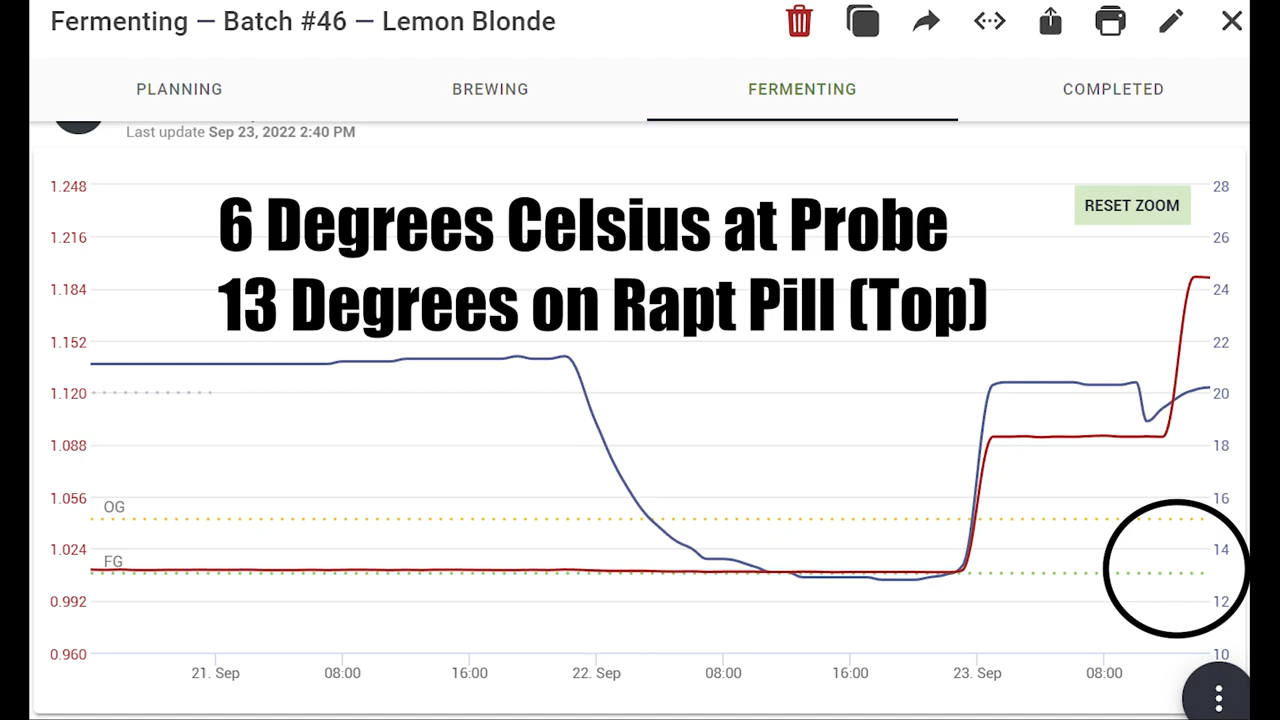 Fermenting — Batch #46 — Lemon Blonde
PLANNING BREWING FERMENTING COMPLETED
Last update Sep 23, 2022 2:40 PM
6 Degrees Celsius at Probe
13 Degrees on Rapt Pill (Top)
RESET ZOOM
1.248 28
1.216 26
1.184 24
1.152 22
1.120 20
1.088 18
1.056 16
OG
1.024 14
FG
0.992 12
0.960 10
21. Sep 08:00 16:00 22. Sep 08:00 16:00 23. Sep 08:00